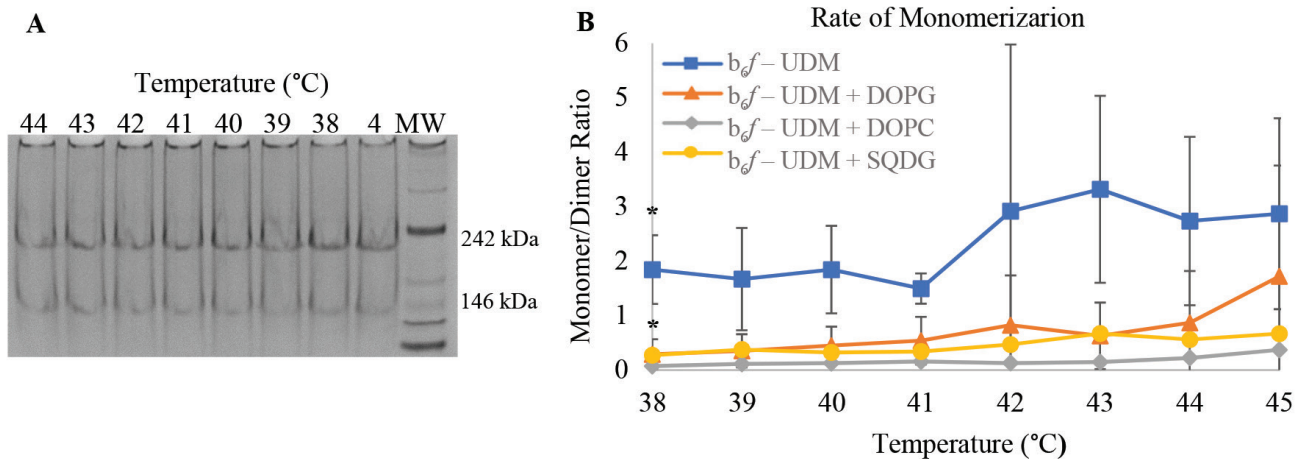 A
Temperature (°C)
44 43 42 41 40 39 38 4 MW
242 kDa
146 kDa
B
Rate of Monomerizarion
b₆f – UDM
b₆f – UDM + DOPG
b₆f – UDM + DOPC
b₆f – UDM + SQDG
Monomer/Dimer Ratio
6
5
4
3
2
1
0
*
*
38 39 40 41 42 43 44 45
Temperature (°C)